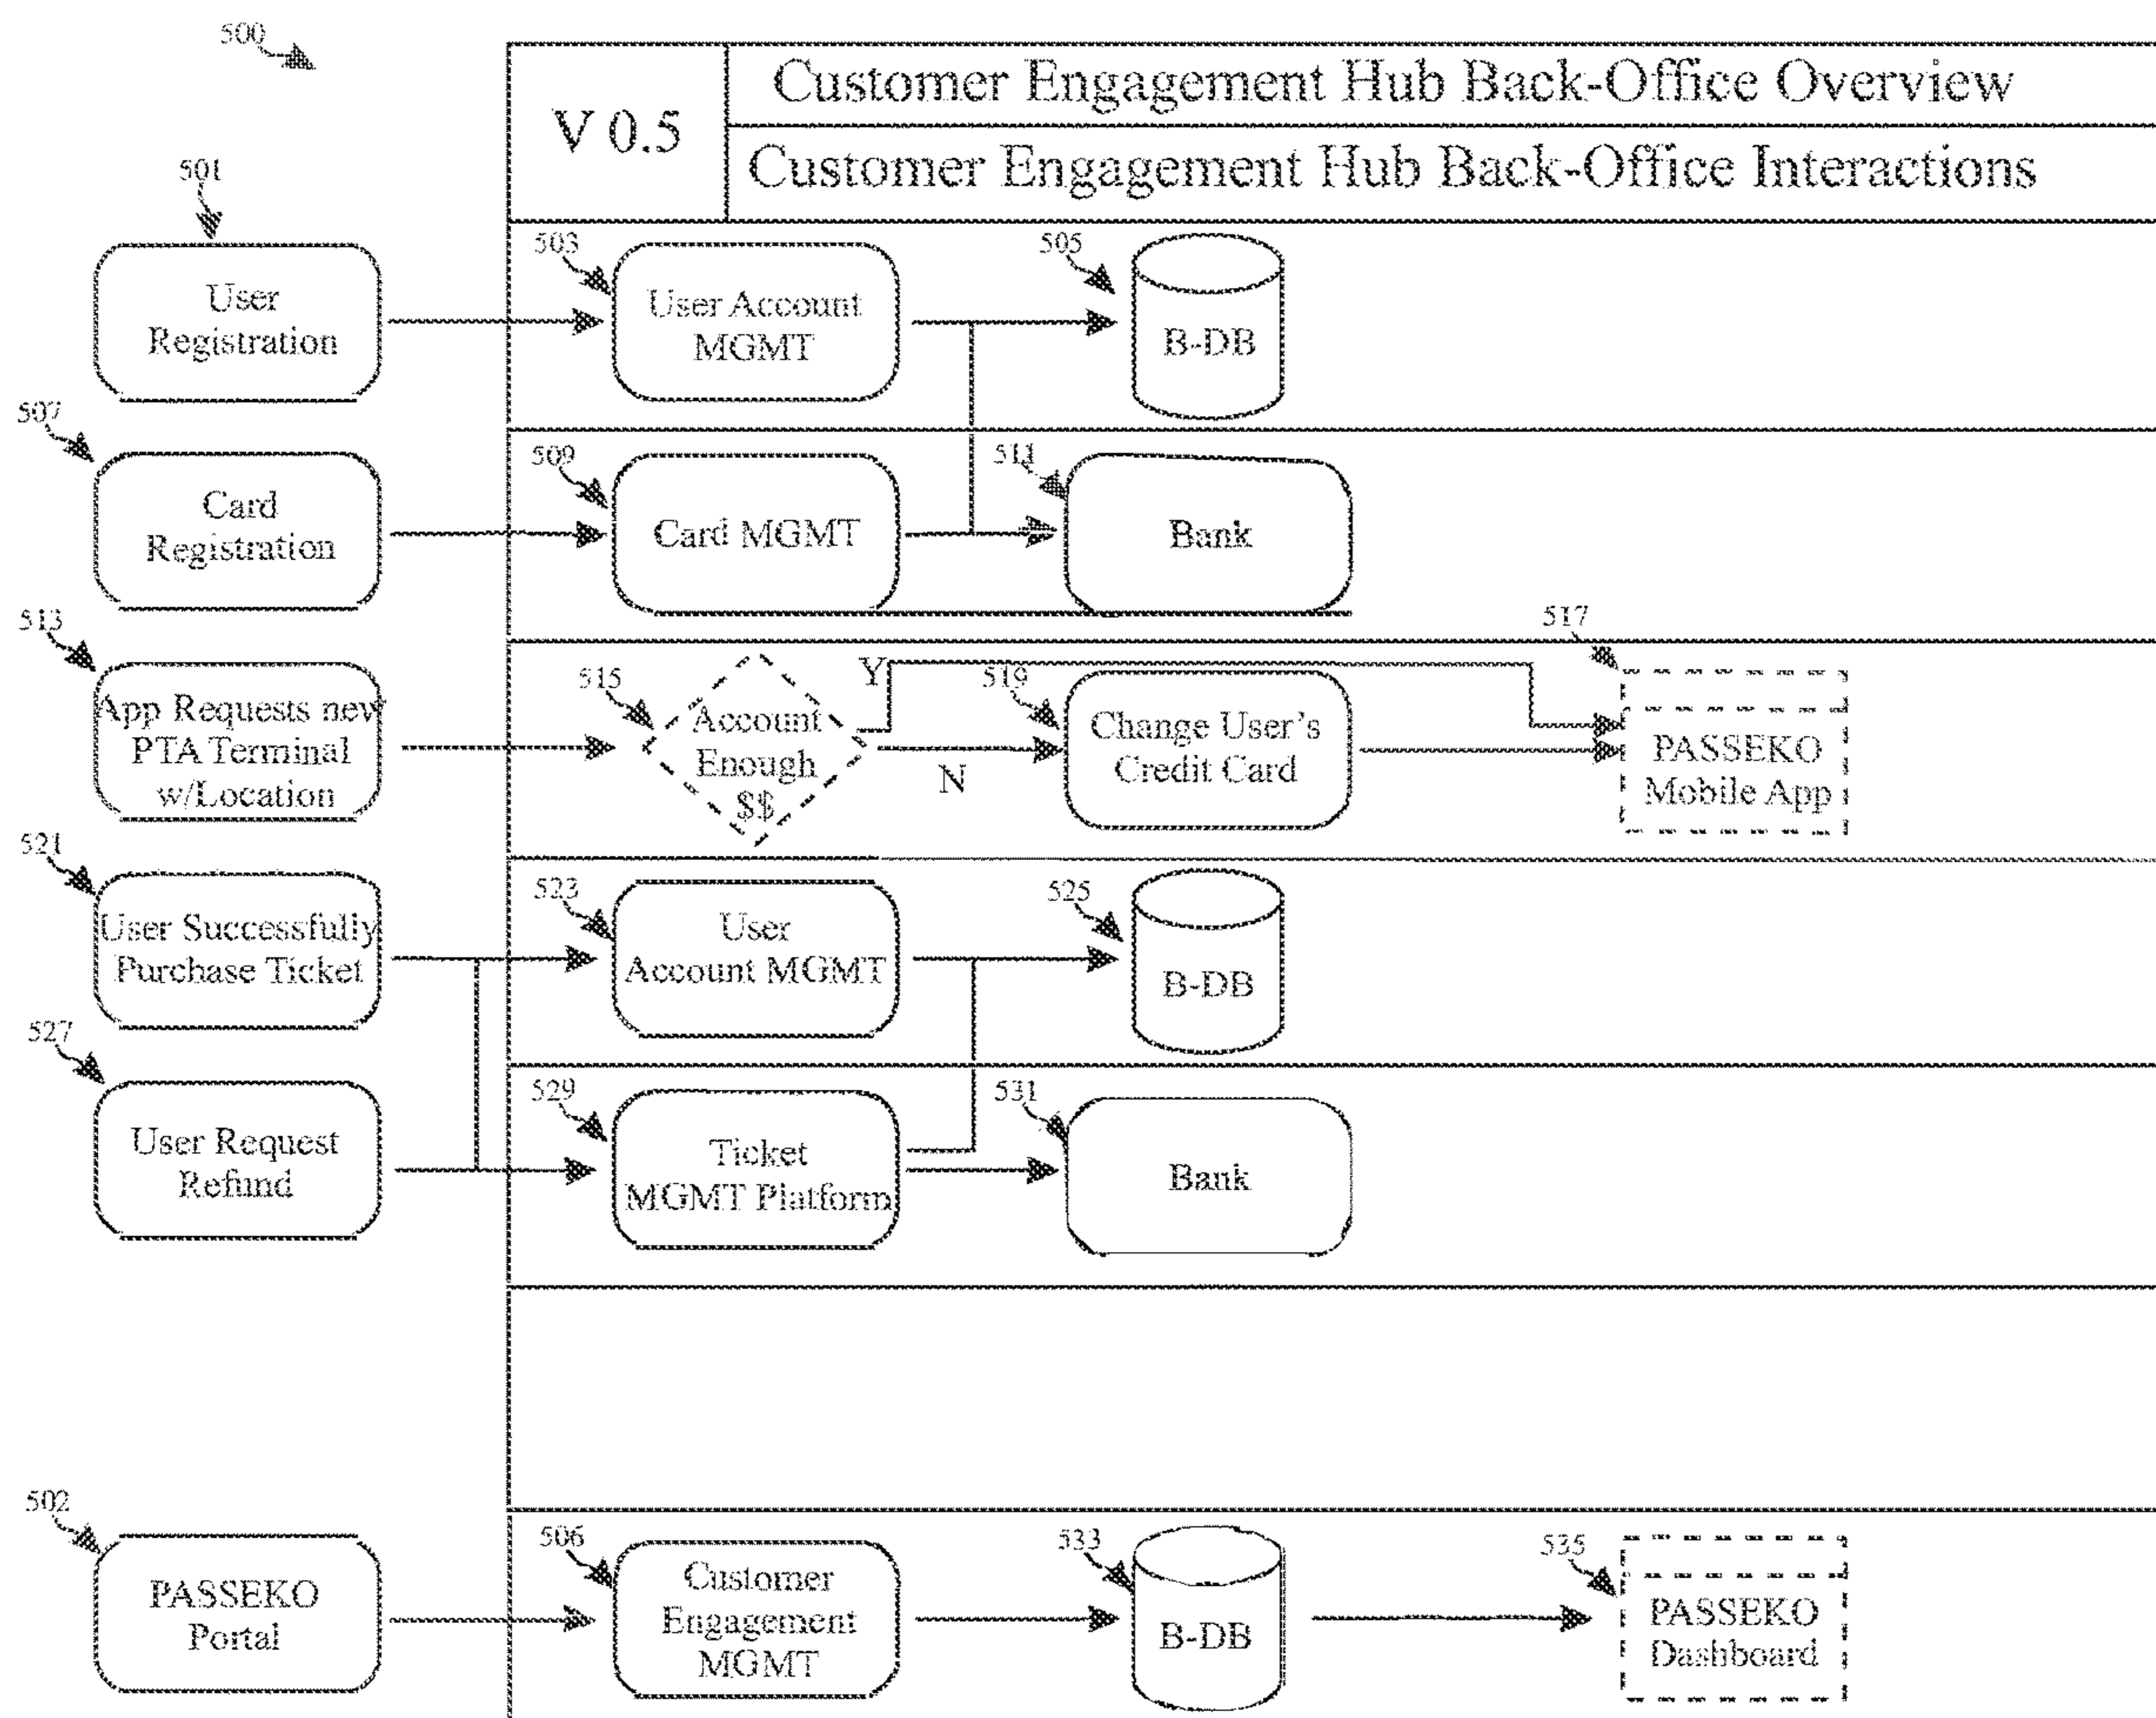 500
V 0.5
Customer Engagement Hub Back-Office Overview
Customer Engagement Hub Back-Office Interactions
501
User
Registration
503
User Account
MGMT
505
B-DB
507
Card
Registration
509
Card MGMT
511
Bank
513
App Requests new
PTA Terminal
w/Location
515
Account
Enough
$$
Y
N
519
Change User's
Credit Card
517
PASSEKO
Mobile App
521
User Successfully
Purchase Ticket
523
User
Account MGMT
525
B-DB
527
User Request
Refund
529
Ticket
MGMT Platform
531
Bank
502
PASSEKO
Portal
506
Customer
Engagement
MGMT
533
B-DB
535
PASSEKO
Dashboard